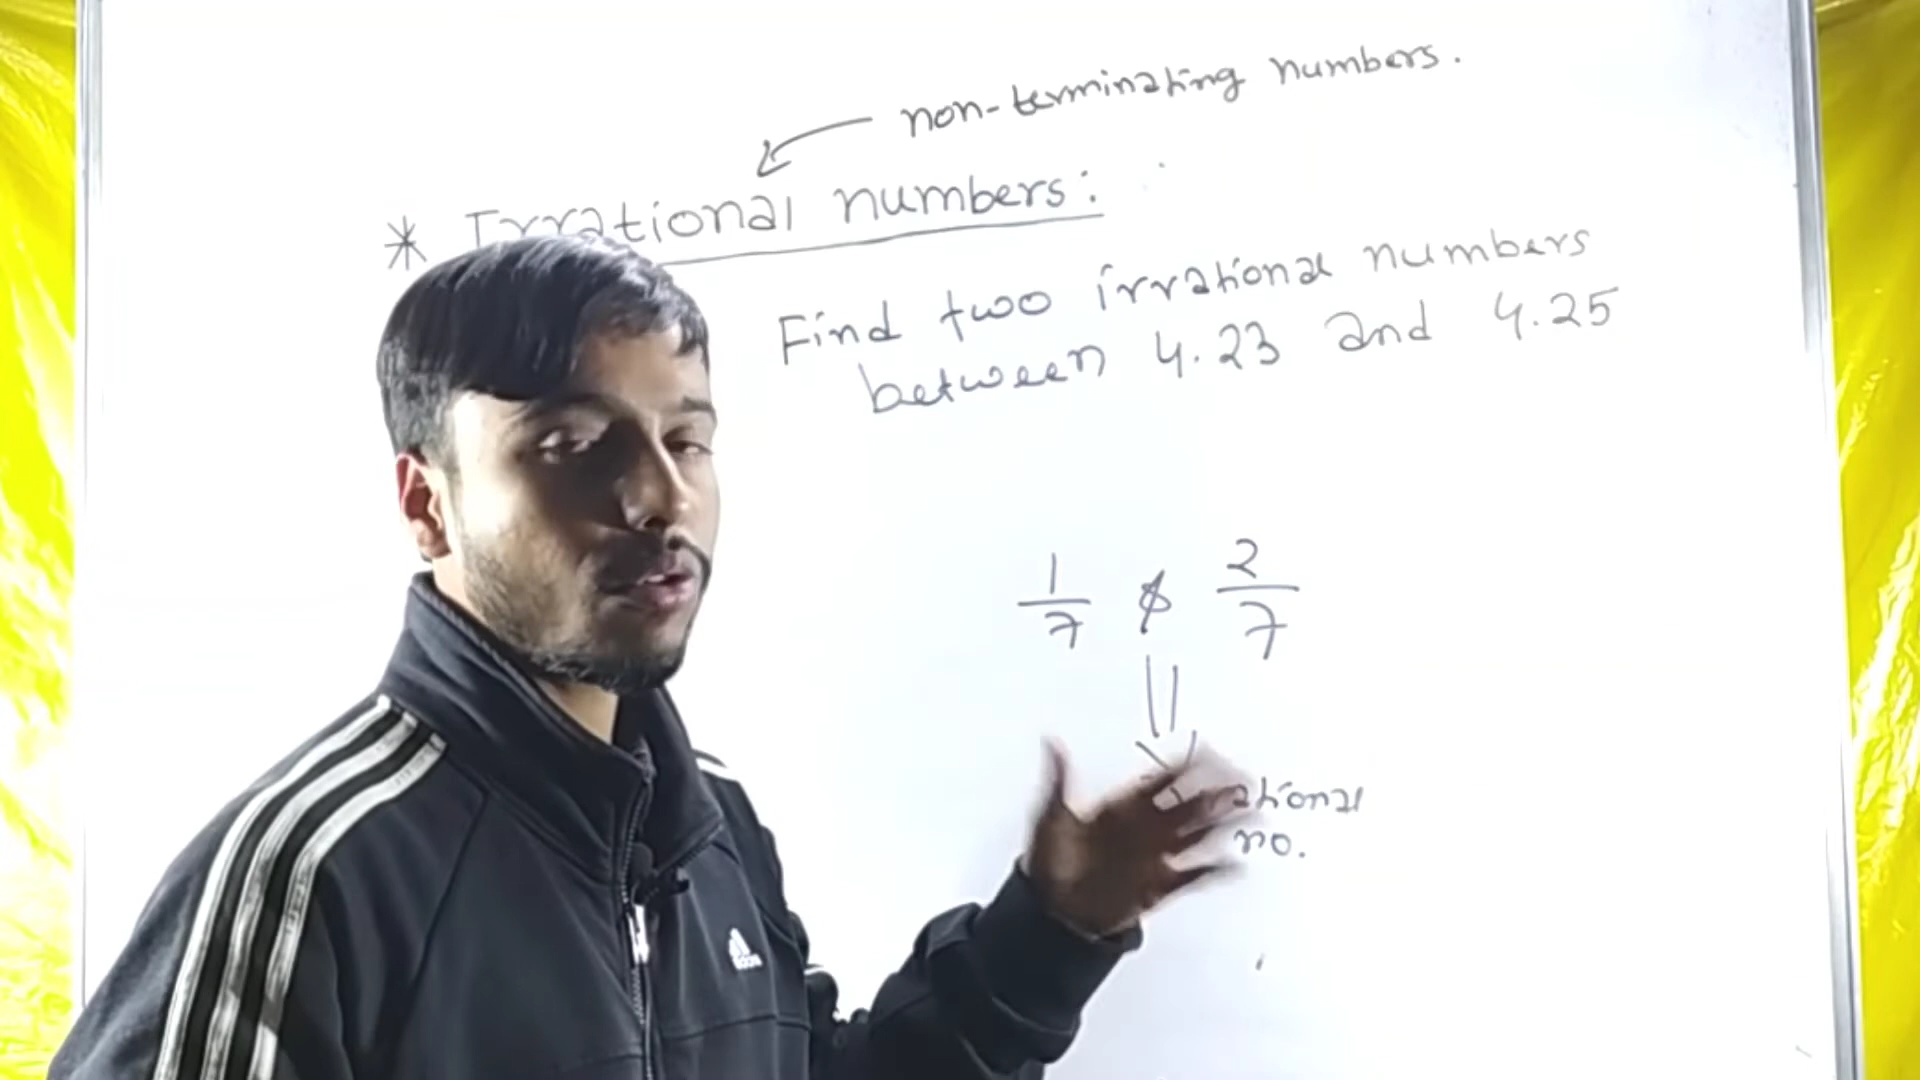 non-terminating numbers.
* Irrational numbers:
Find two irrational numbers
between 4.23 and 4.25
1/7 & 2/7
no.
adidas